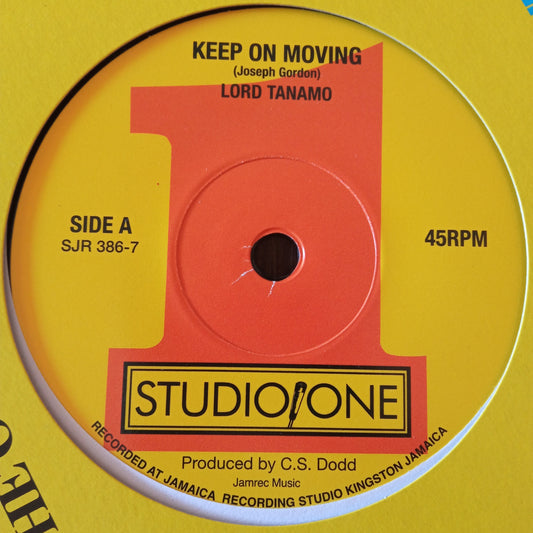 KEEP ON MOVING
(Joseph Gordon)
LORD TANAMO
SIDE A
SJR 386-7
45RPM
STUDIO ONE
Produced by C.S. Dodd
Jamrec Music
RECORDED AT JAMAICA RECORDING STUDIO KINGSTON JAMAICA